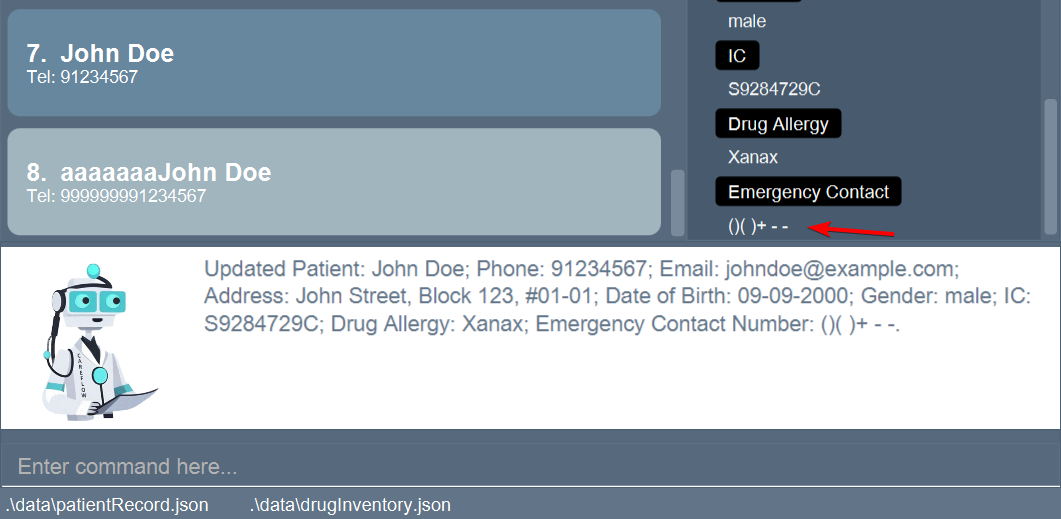 7. John Doe
Tel: 91234567
8. aaaaaaaJohn Doe
Tel: 999999991234567
male
IC
S9284729C
Drug Allergy
Xanax
Emergency Contact
()( )+ - -
CAREFLOW
Updated Patient: John Doe; Phone: 91234567; Email: johndoe@example.com;
Address: John Street, Block 123, #01-01; Date of Birth: 09-09-2000; Gender: male; IC:
S9284729C; Drug Allergy: Xanax; Emergency Contact Number: ()( )+ - -.
Enter command here...
.\data\patientRecord.json
.\data\drugInventory.json